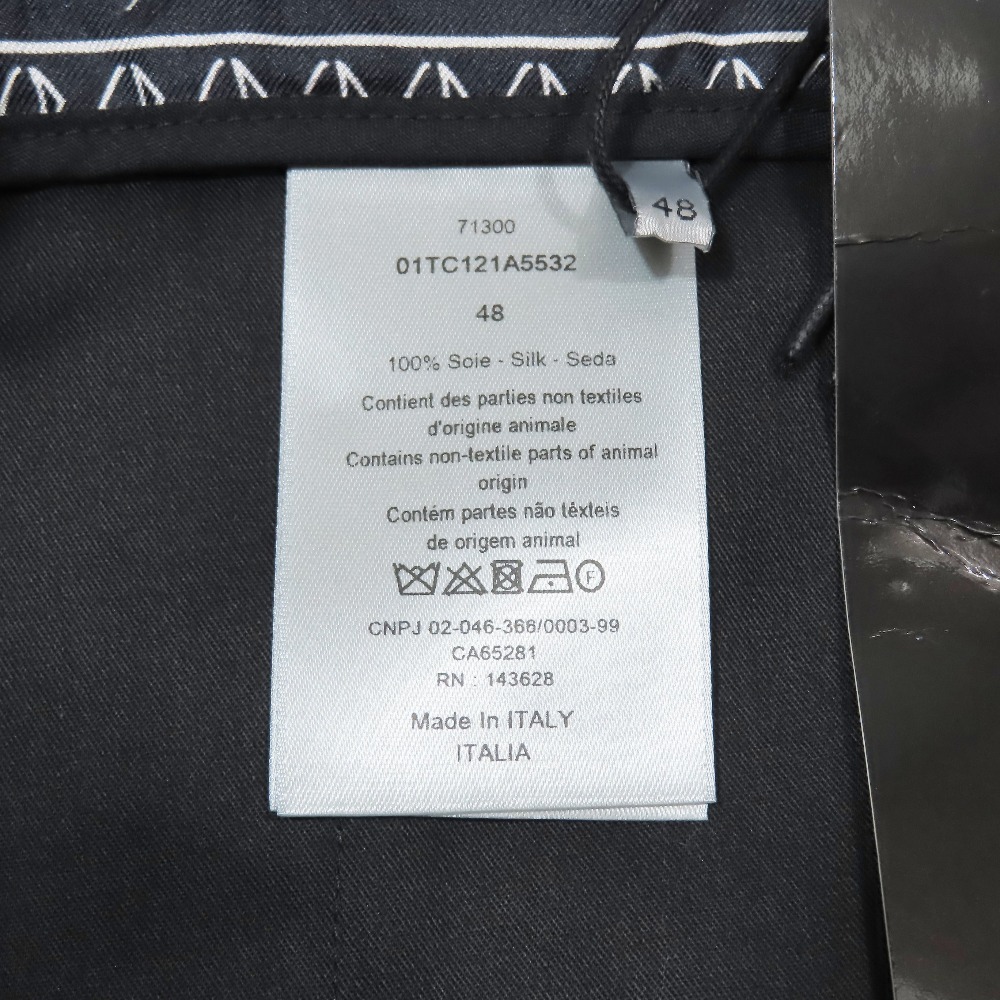 48
71300
01TC121A5532
48
100% Soie - Silk - Seda
Contient des parties non textiles
d'origine animale
Contains non-textile parts of animal
origin
Contém partes não têxteis
de origem animal
F
CNPJ 02-046-366/0003-99
CA65281
RN : 143628
Made In ITALY
ITALIA